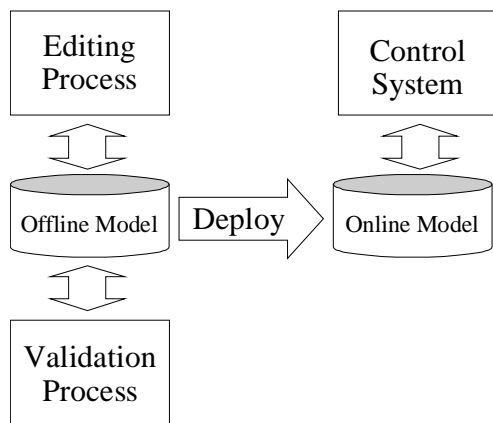 Editing
Process
Control
System
Offline Model
Deploy
Online Model
Validation
Process